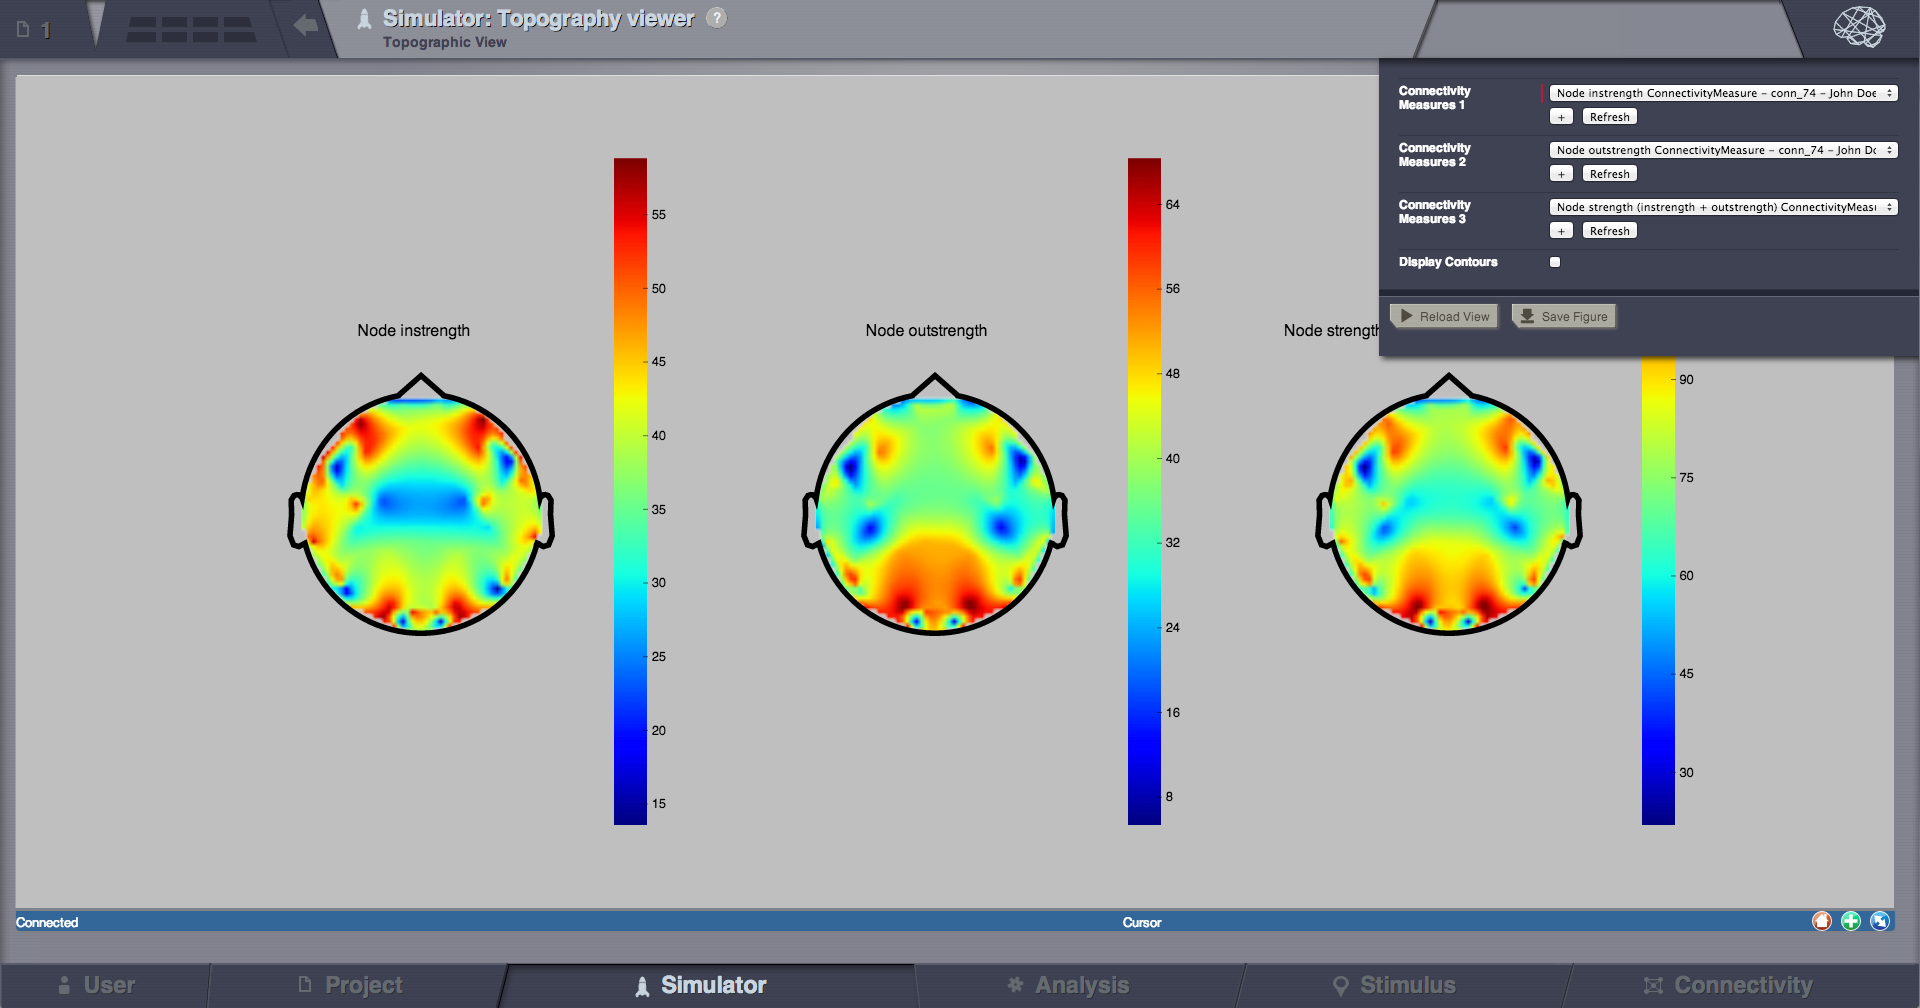 1
Simulator: Topography viewer ?
Topographic View
Connectivity
Measures 1
Node instrength ConnectivityMeasure - conn_74 - John Doe
+ Refresh
Connectivity
Measures 2
Node outstrength ConnectivityMeasure - conn_74 - John Do
+ Refresh
Connectivity
Measures 3
Node strength (instrength + outstrength) ConnectivityMeasu
+ Refresh
Display Contours
Reload View Save Figure
Node instrength
55
50
45
40
35
30
25
20
15
Node outstrength
64
56
48
40
32
24
16
8
Node strength
90
75
60
45
30
Connected Cursor
User Project Simulator Analysis Stimulus Connectivity